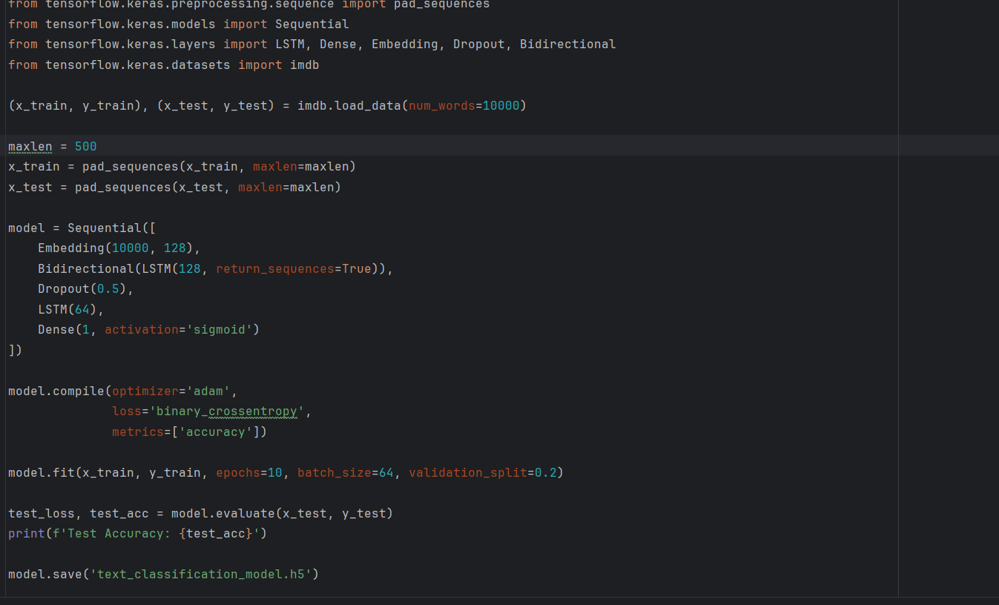 from tensorflow.keras.preprocessing.sequence import pad_sequences
from tensorflow.keras.models import Sequential
from tensorflow.keras.layers import LSTM, Dense, Embedding, Dropout, Bidirectional
from tensorflow.keras.datasets import imdb

(x_train, y_train), (x_test, y_test) = imdb.load_data(num_words=10000)

maxlen = 500
x_train = pad_sequences(x_train, maxlen=maxlen)
x_test = pad_sequences(x_test, maxlen=maxlen)

model = Sequential([
    Embedding(10000, 128),
    Bidirectional(LSTM(128, return_sequences=True)),
    Dropout(0.5),
    LSTM(64),
    Dense(1, activation='sigmoid')
])

model.compile(optimizer='adam',
              loss='binary_crossentropy',
              metrics=['accuracy'])

model.fit(x_train, y_train, epochs=10, batch_size=64, validation_split=0.2)

test_loss, test_acc = model.evaluate(x_test, y_test)
print(f'Test Accuracy: {test_acc}')

model.save('text_classification_model.h5')